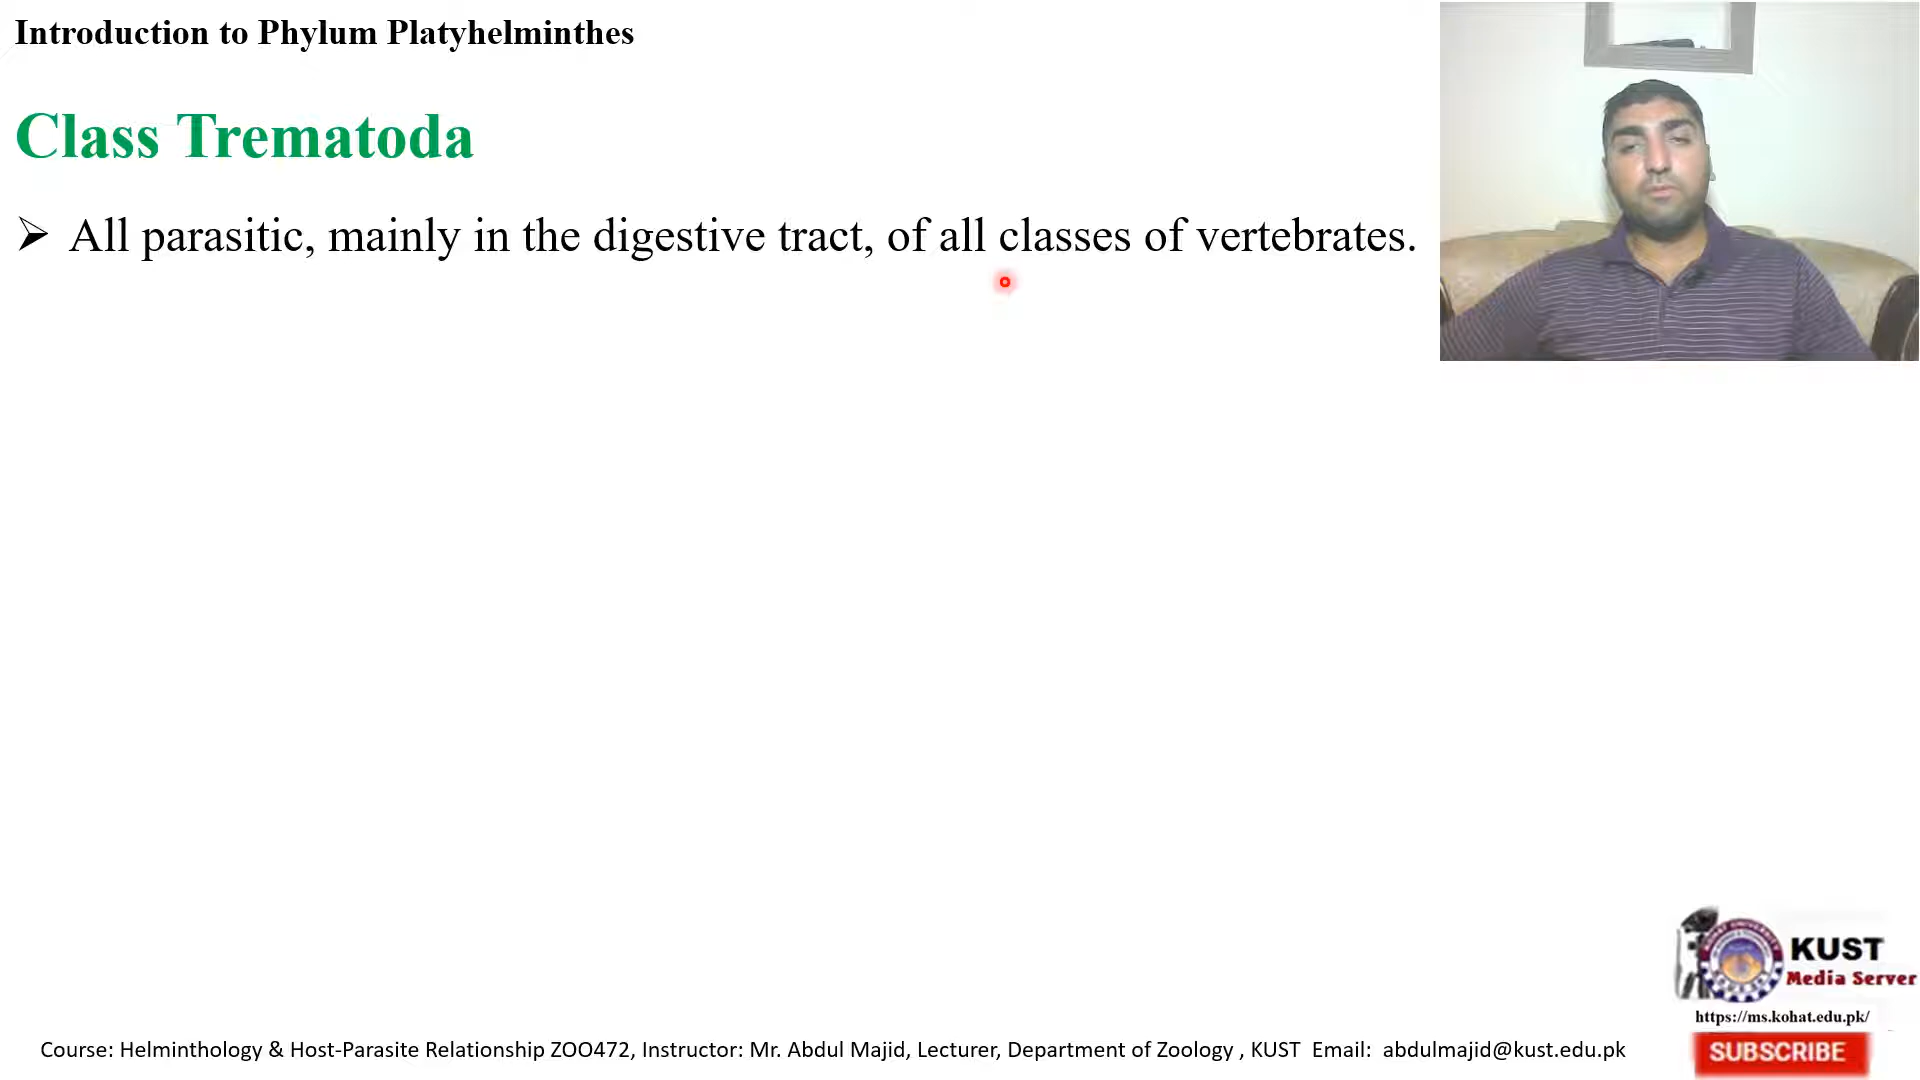 Introduction to Phylum Platyhelminthes
Class Trematoda
➢ All parasitic, mainly in the digestive tract, of all classes of vertebrates.
KUST
Media Server
https://ms.kohat.edu.pk/
Course: Helminthology & Host-Parasite Relationship ZOO472, Instructor: Mr. Abdul Majid, Lecturer, Department of Zoology , KUST Email: abdulmajid@kust.edu.pk
SUBSCRIBE